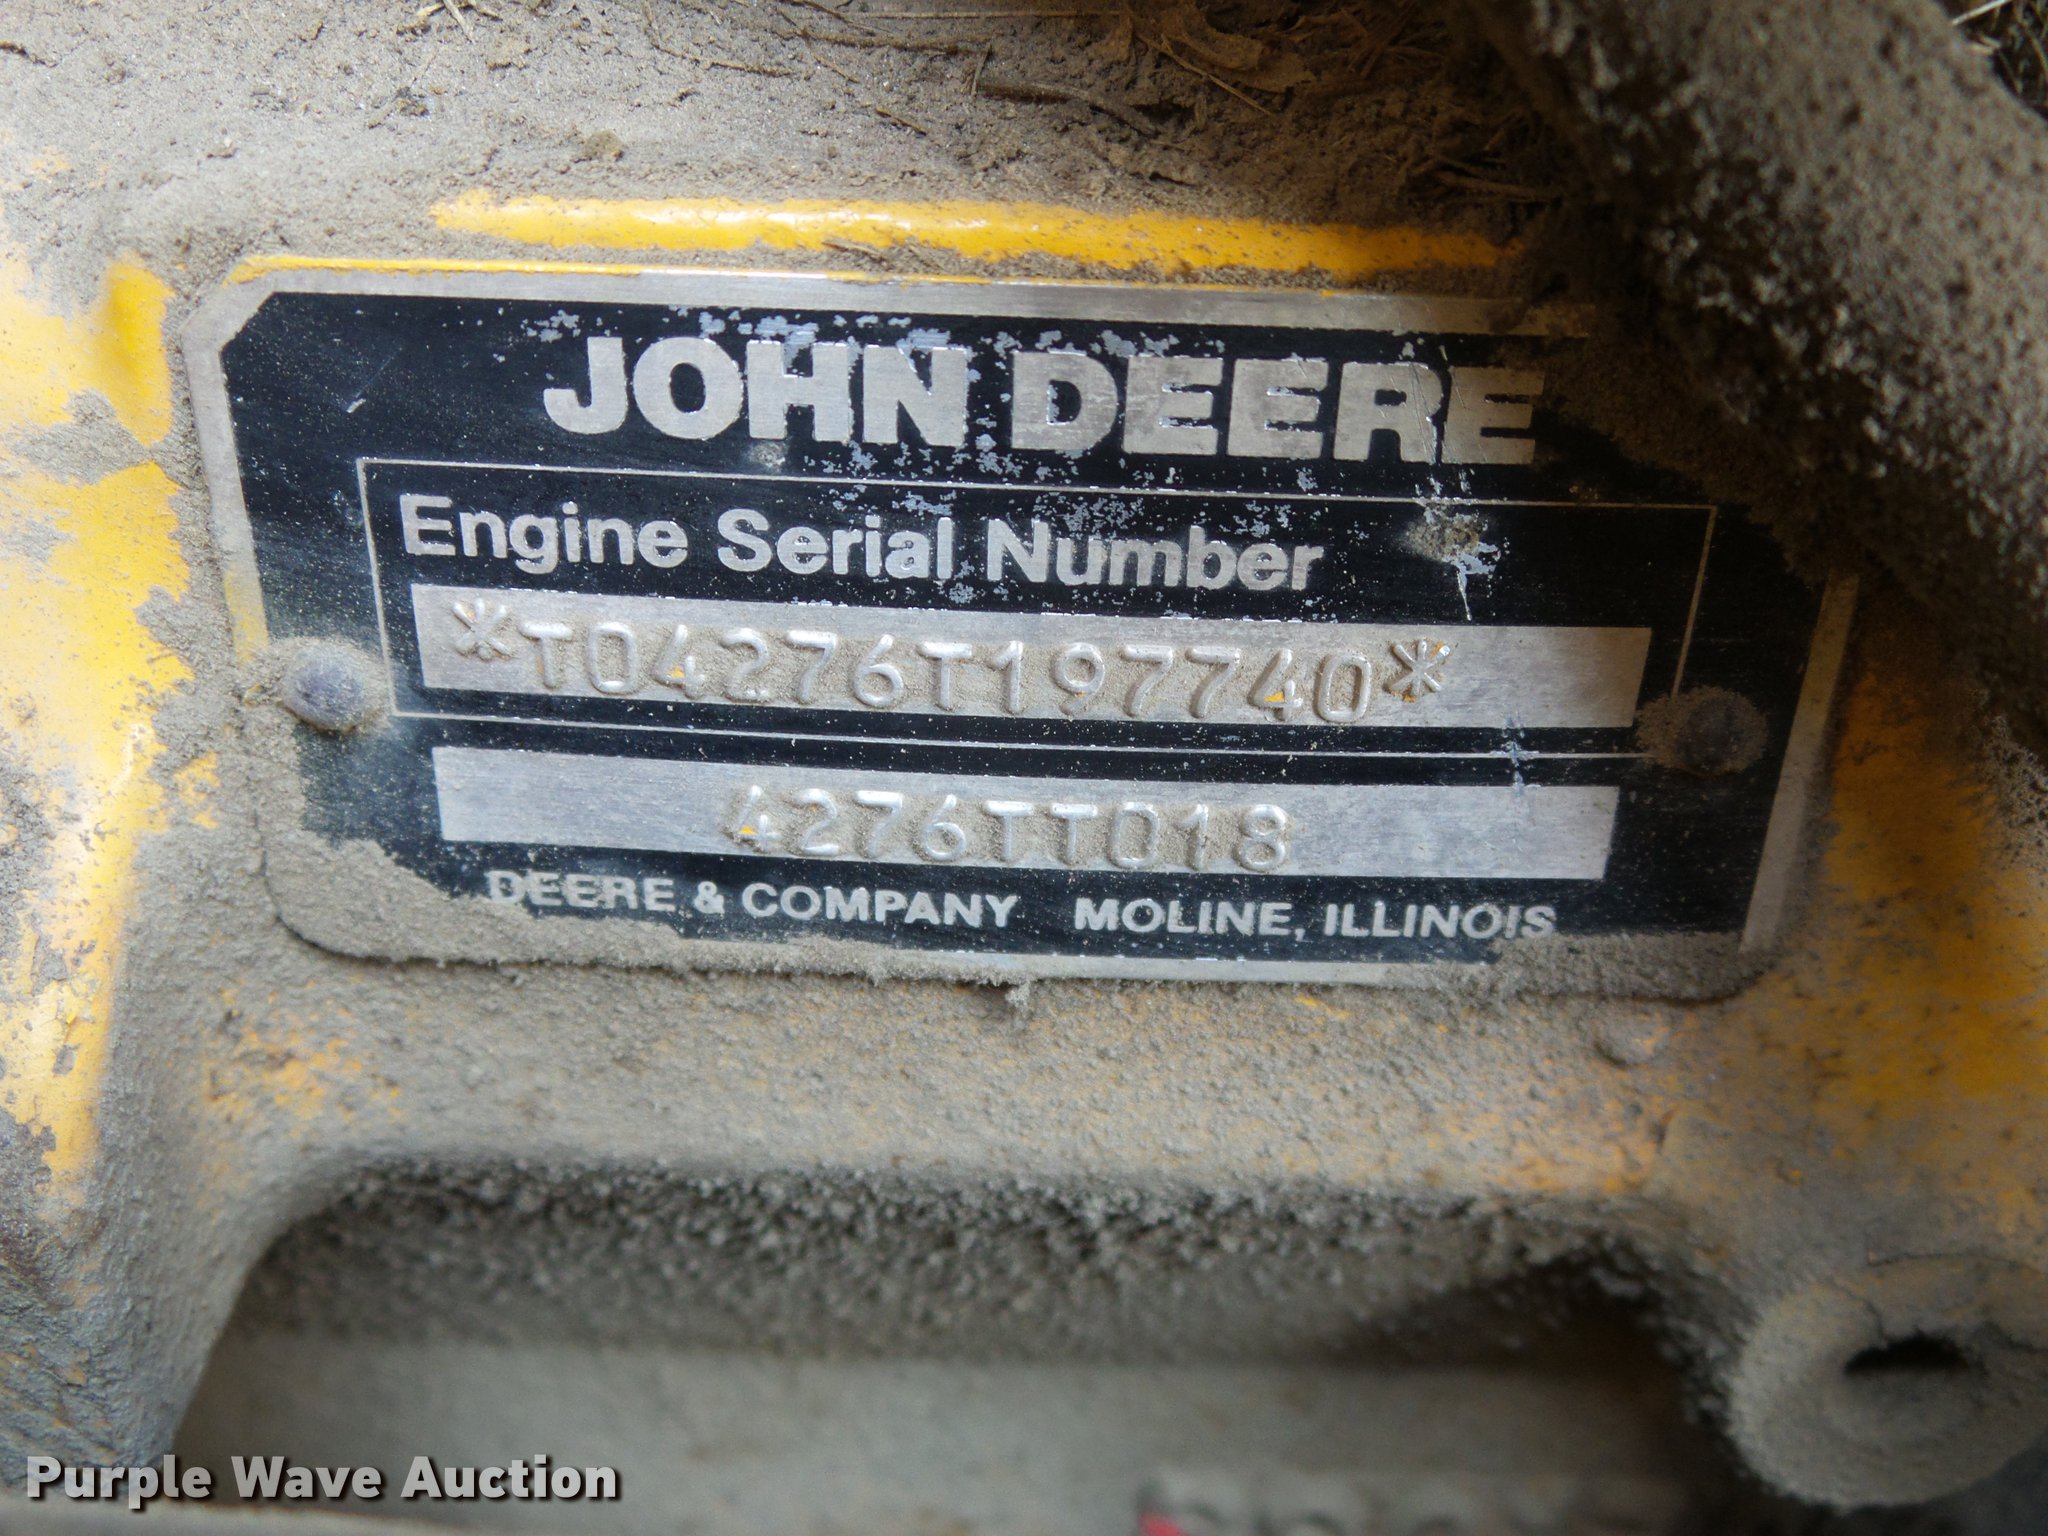 JOHN DEERE
Engine Serial Number
*T04276T197740*
4276TT018
DEERE & COMPANY MOLINE, ILLINOIS
Purple Wave Auction